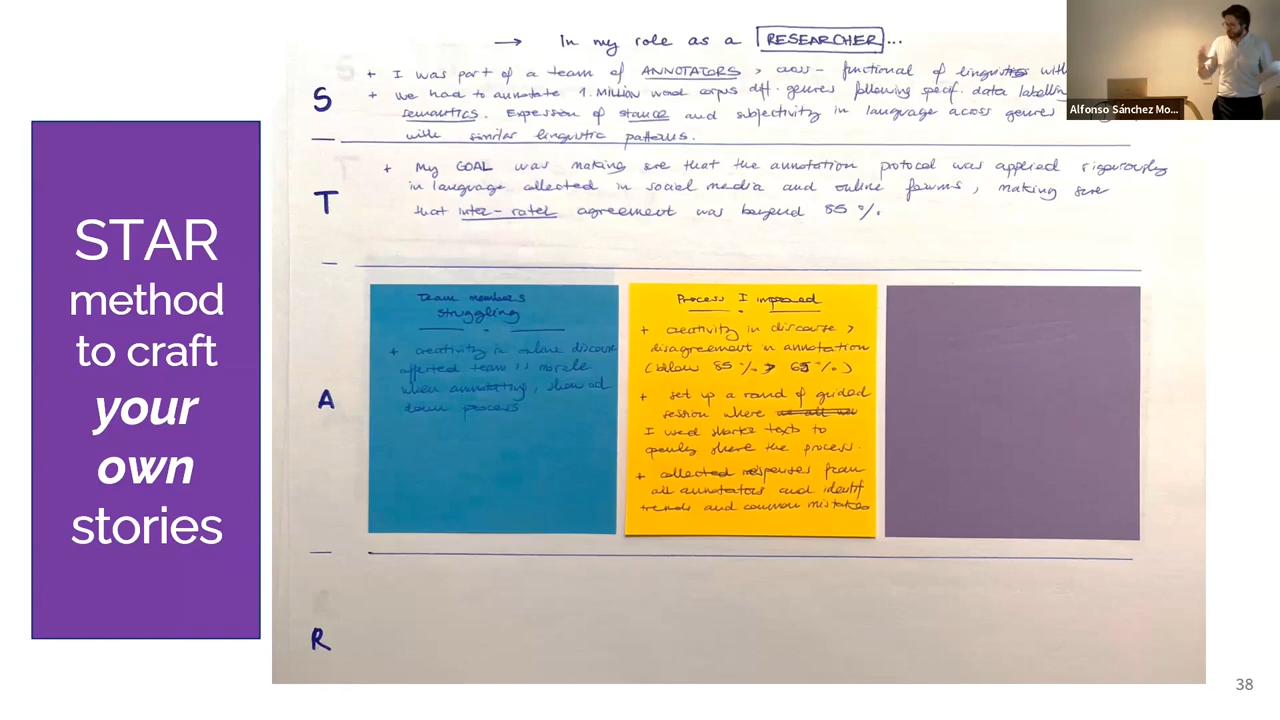 STAR
method
to craft
your
own
stories
→ In my role as a RESEARCHER...
S
+ I was part of a team of ANNOTATORS > cross-functional of linguists with
+ We had to annotate 1. MILLION word corpus diff. genres following specif. data labelling
semantics. Expression of stance and subjectivity in language across genres
with similar linguistic patterns.
T
+ My GOAL was making sure that the annotation protocol was applied rigorously
in language collected in social media and online forums, making sure
that inter-rater agreement was beyond 85 %.
A
Team members
struggling
+ creativity in online discourse
affected team's morale
when annotating, slowed
down process
Process I improved
+ creativity in discourse >
disagreement in annotation
(below 85 % > 65 %)
+ set up a round of guided
session where we all
I used shorter texts to
openly share the process.
+ collected responses from
all annotators and identify
trends and common mistakes
R
Alfonso Sánchez Mo...
38